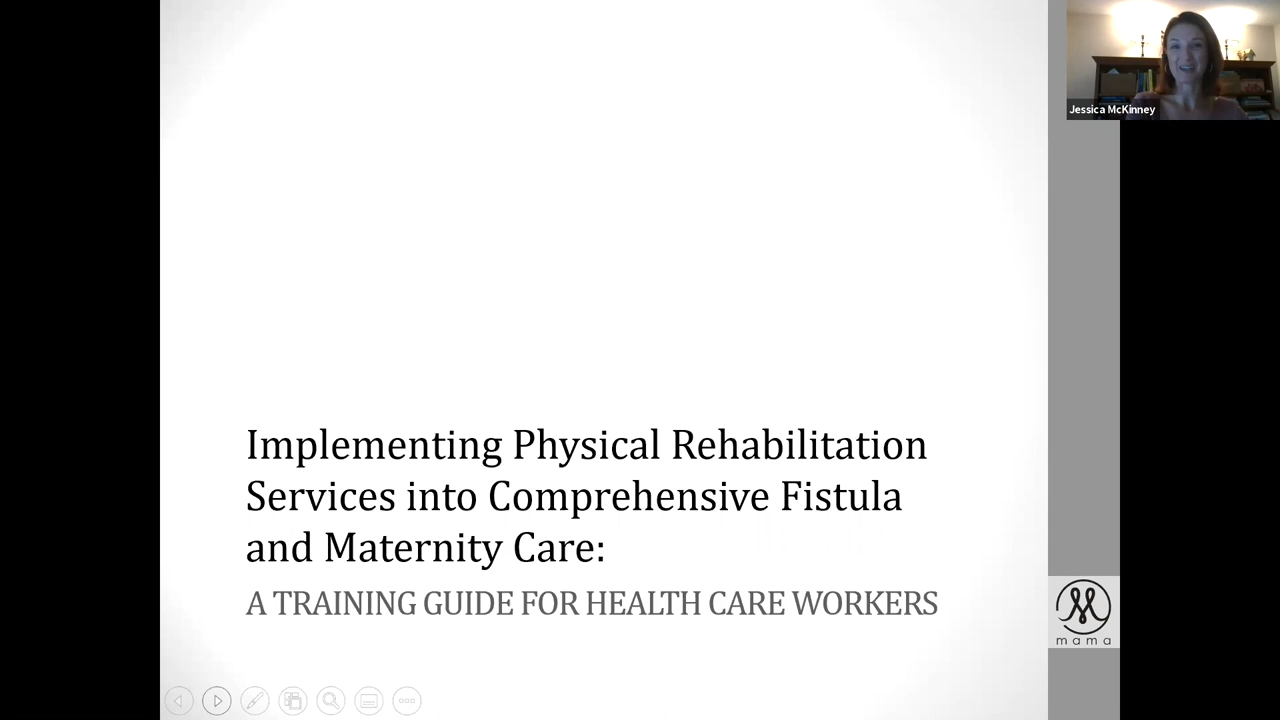 Jessica McKinney
Implementing Physical Rehabilitation
Services into Comprehensive Fistula
and Maternity Care:
A TRAINING GUIDE FOR HEALTH CARE WORKERS
mama